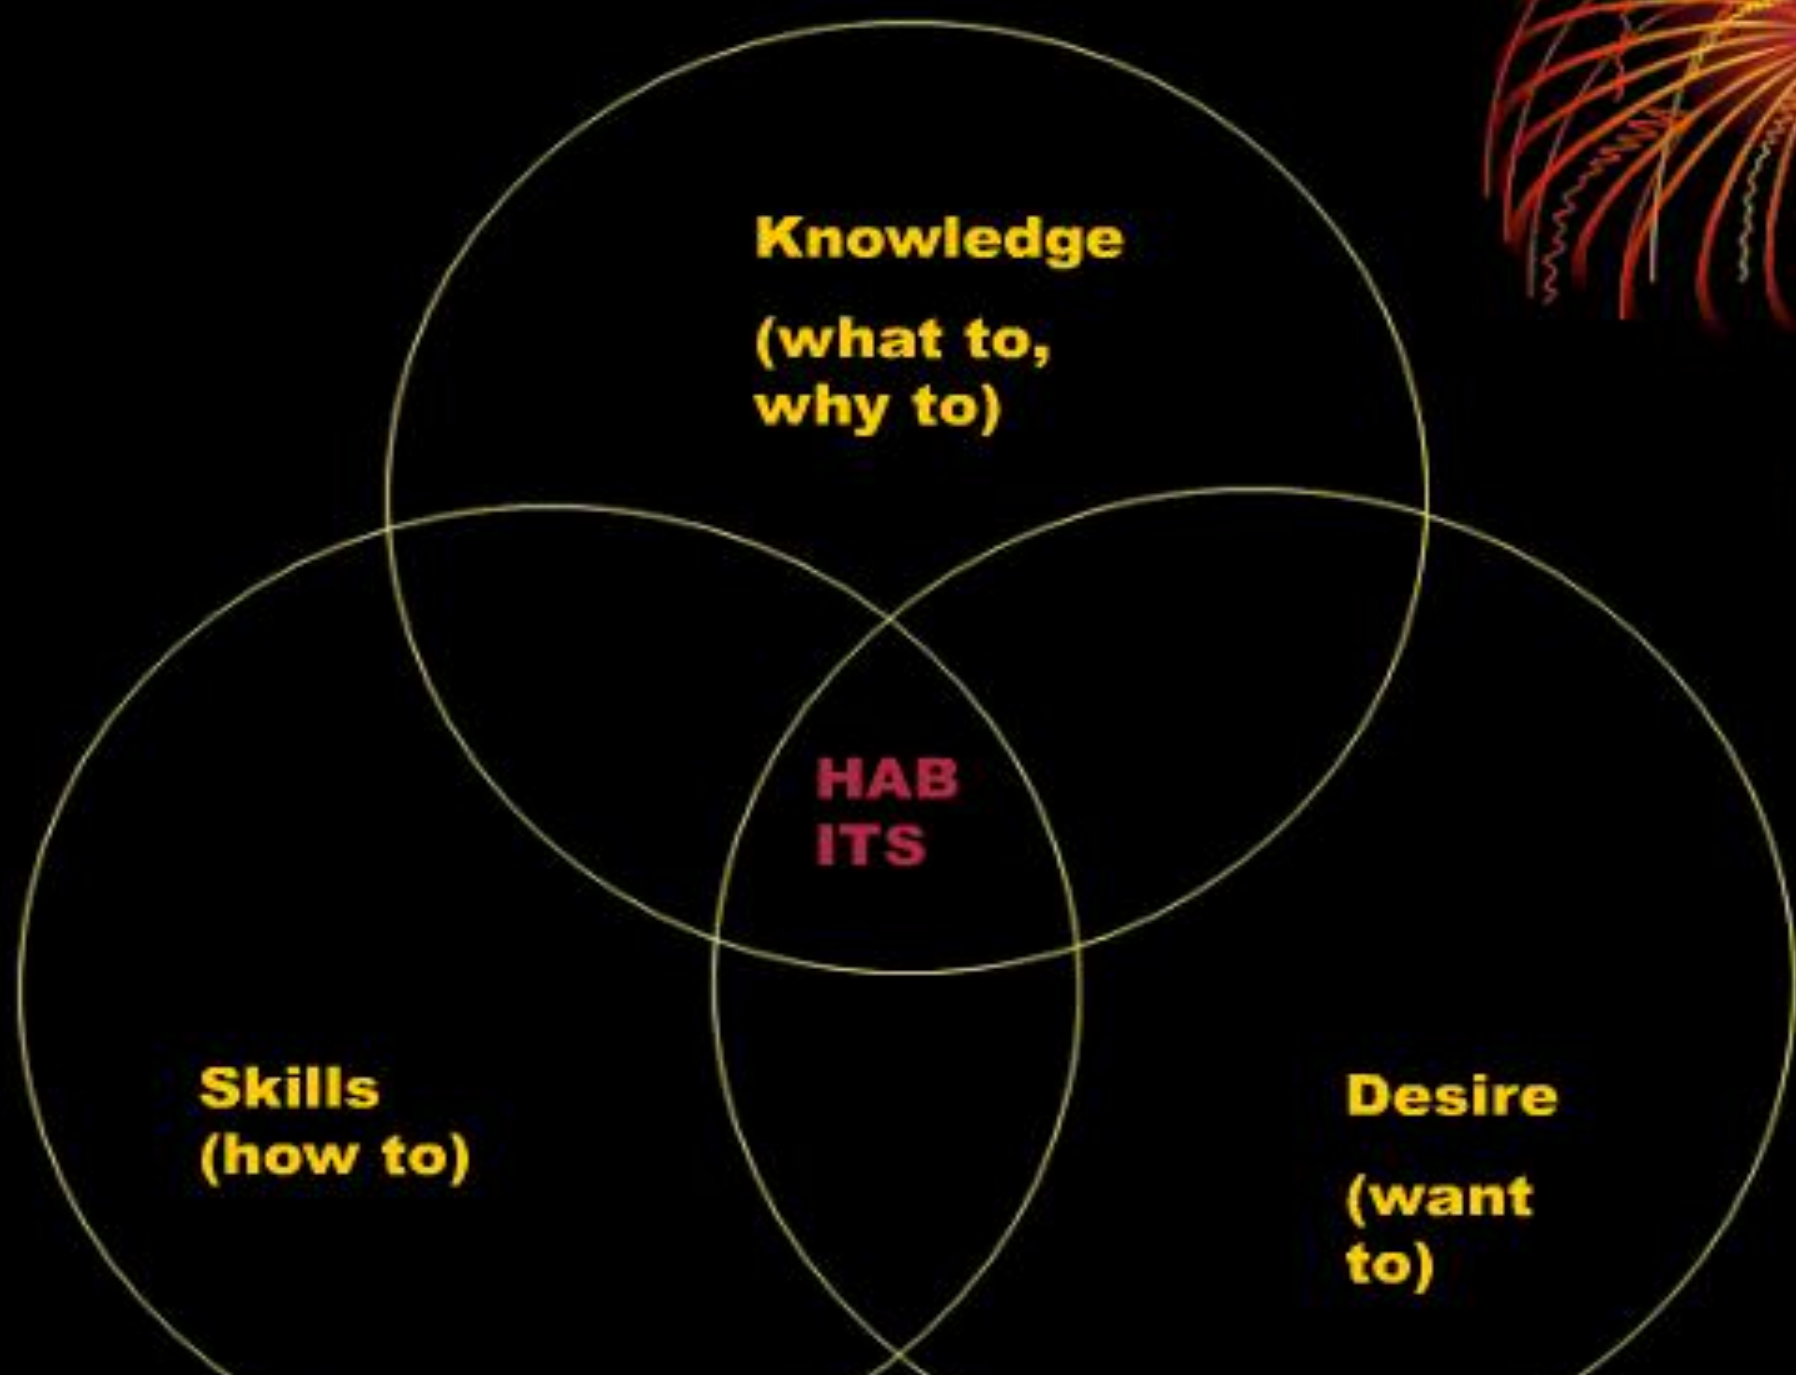 Knowledge
(what to,
why to)
HAB
ITS
Skills
(how to)
Desire
(want
to)